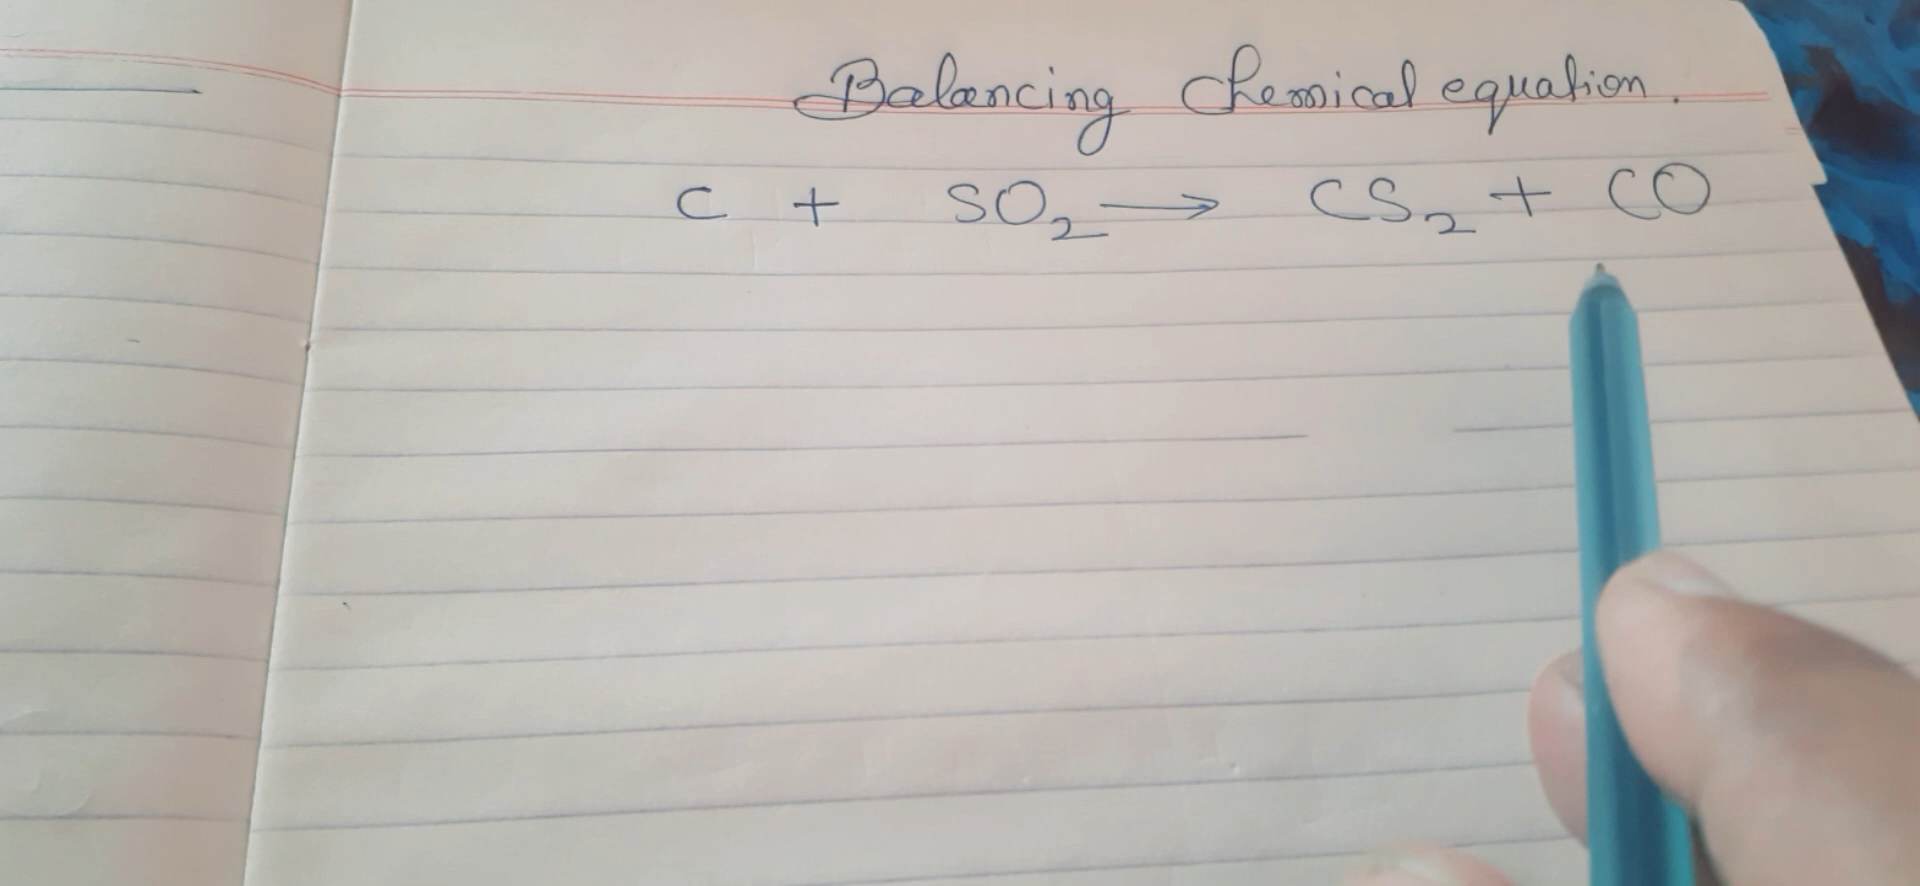 Balancing chemical equation.
C + SO₂ → CS₂ + CO